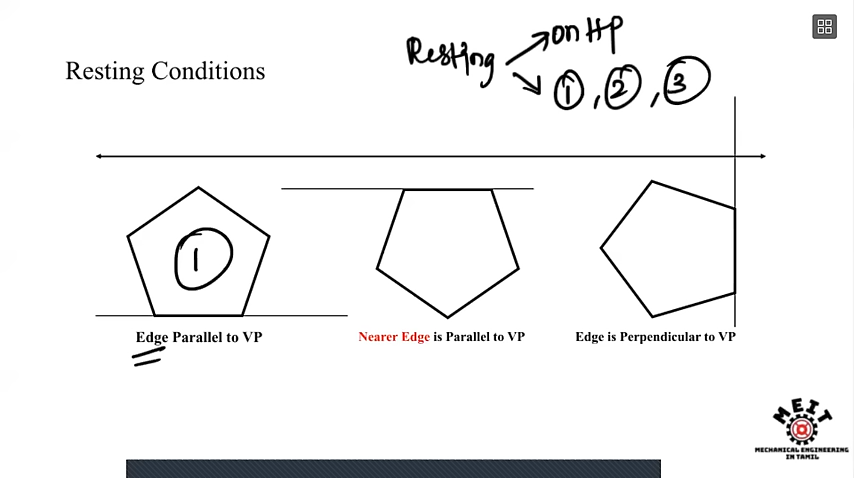 Resting Conditions
Resting on HP
1, 2, 3
1
Edge Parallel to VP
Nearer Edge is Parallel to VP
Edge is Perpendicular to VP
MEIT
MECHANICAL ENGINEERING
IN TAMIL